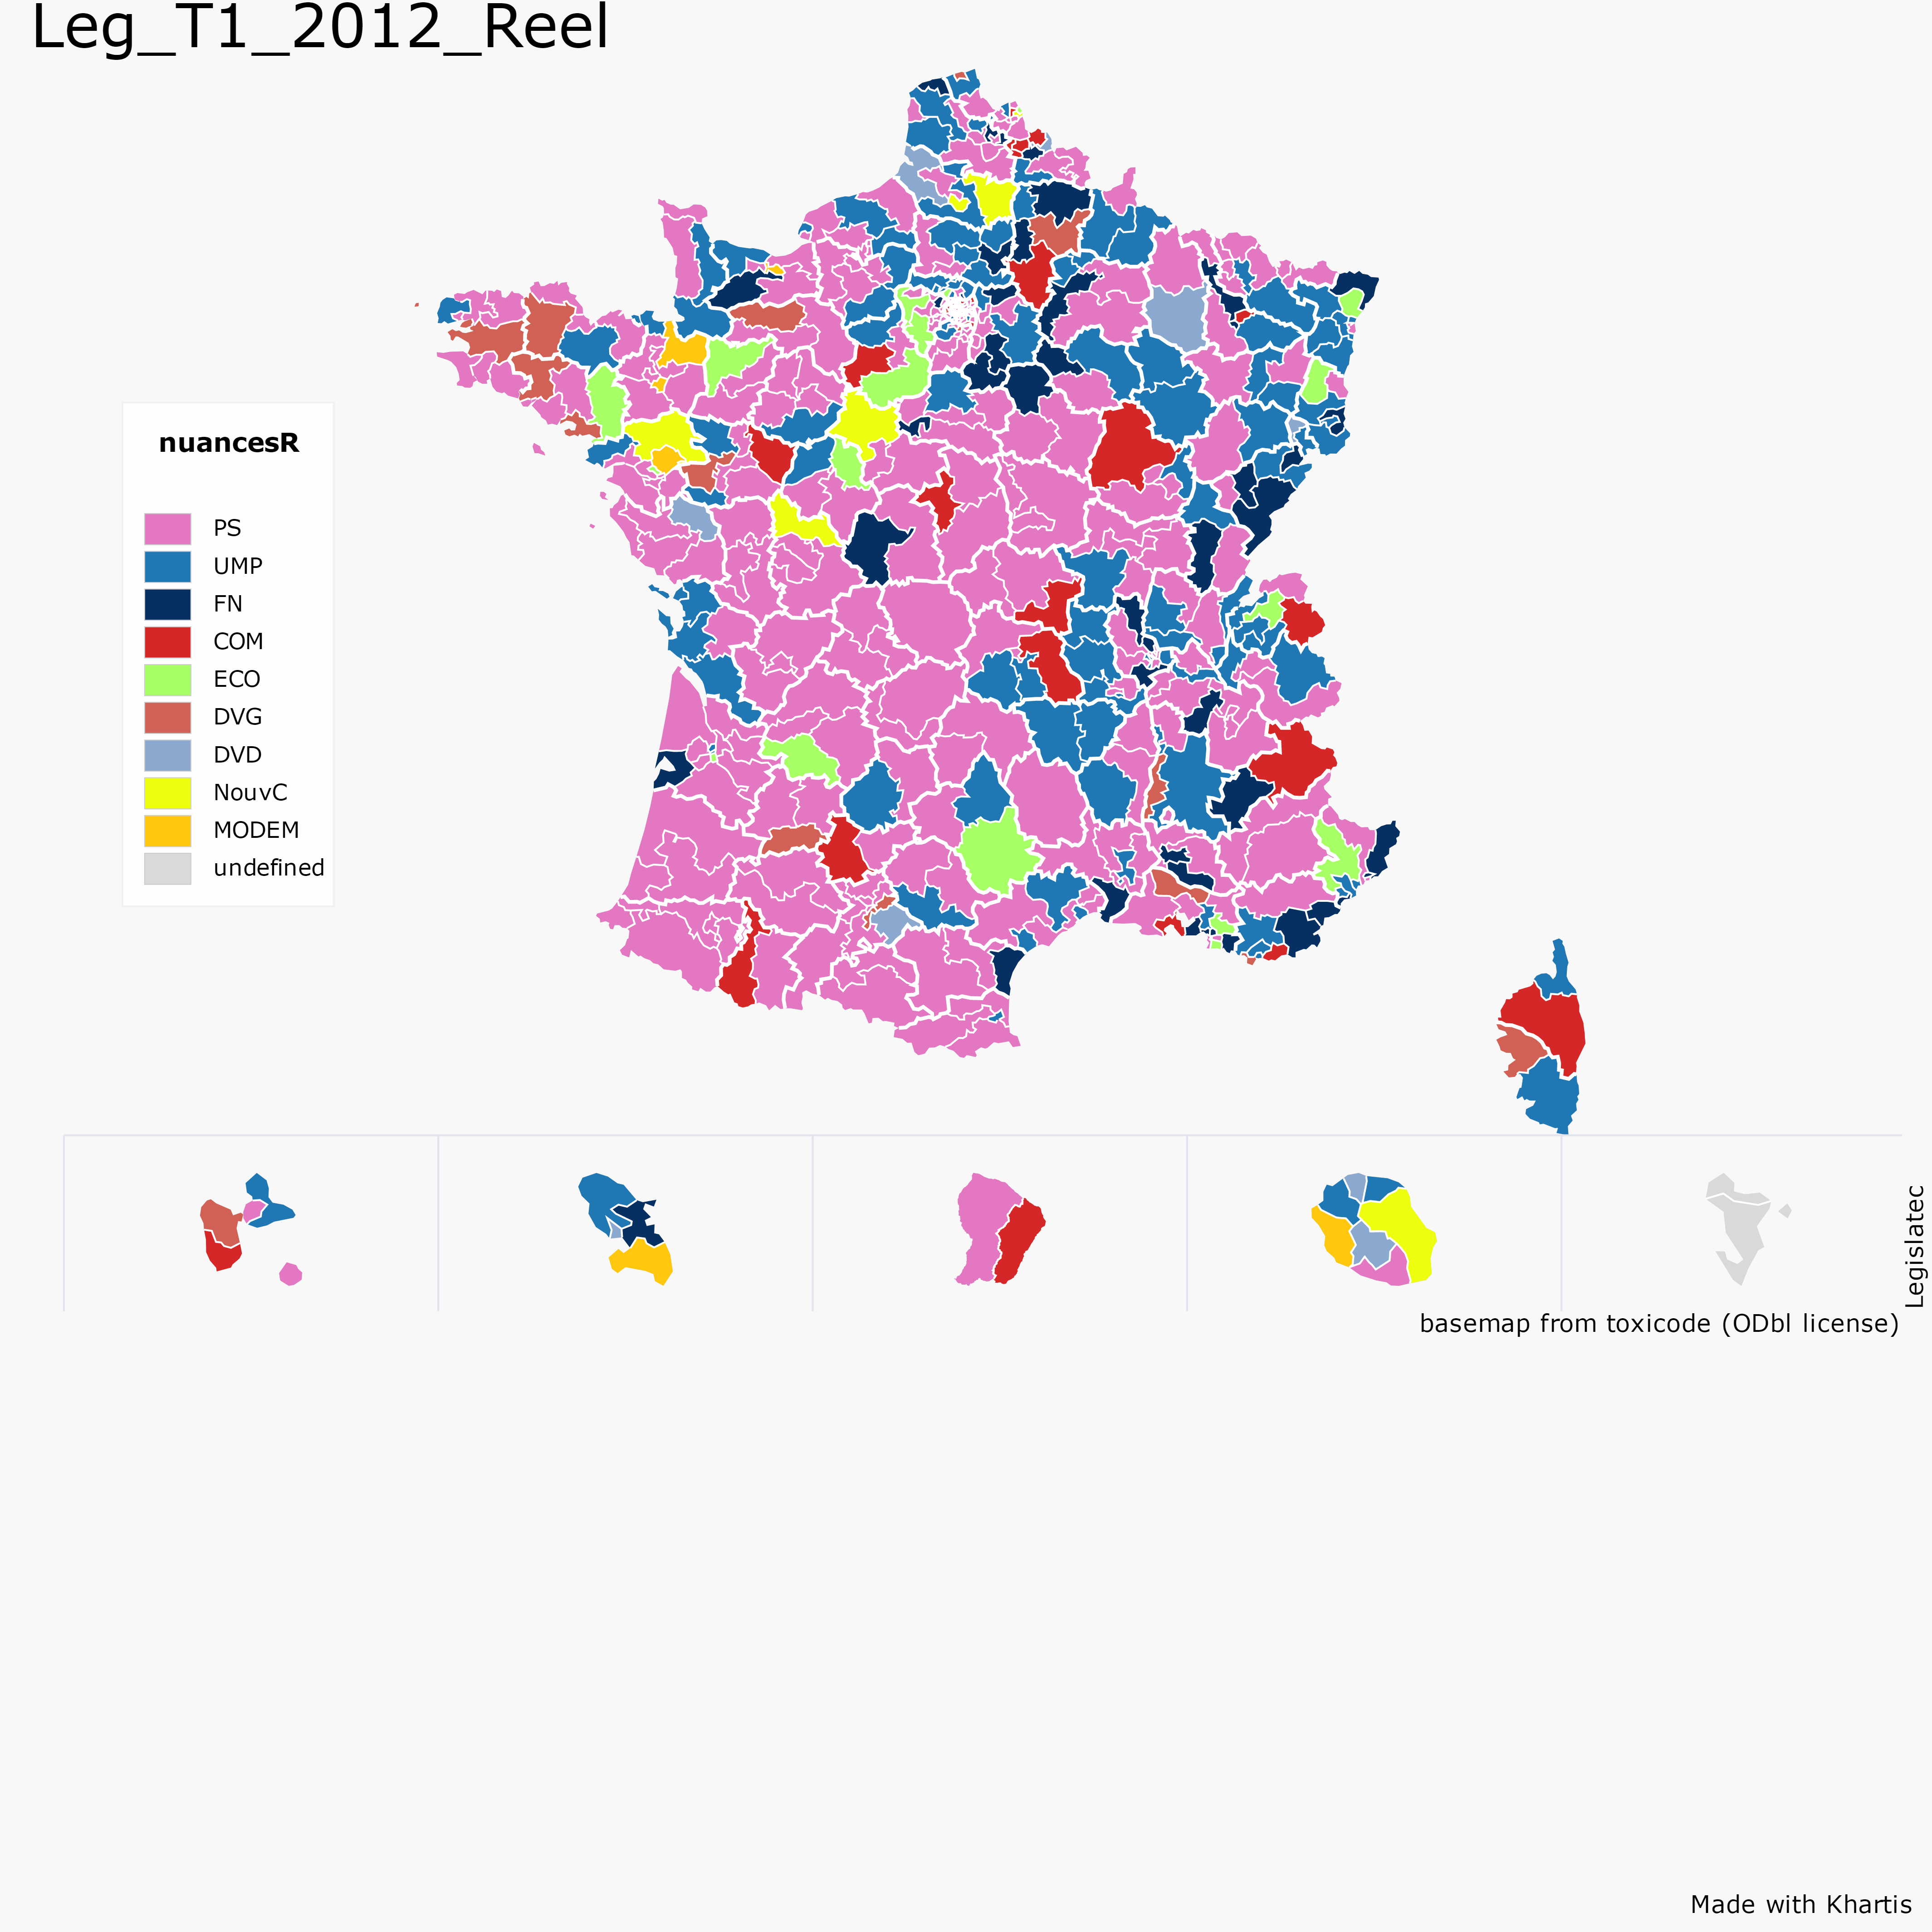 Leg_T1_2012_Reel
nuancesR
PS
UMP
FN
COM
ECO
DVG
DVD
NouvC
MODEM
undefined
Legislatec
basemap from toxicode (ODbl license)
Made with Khartis